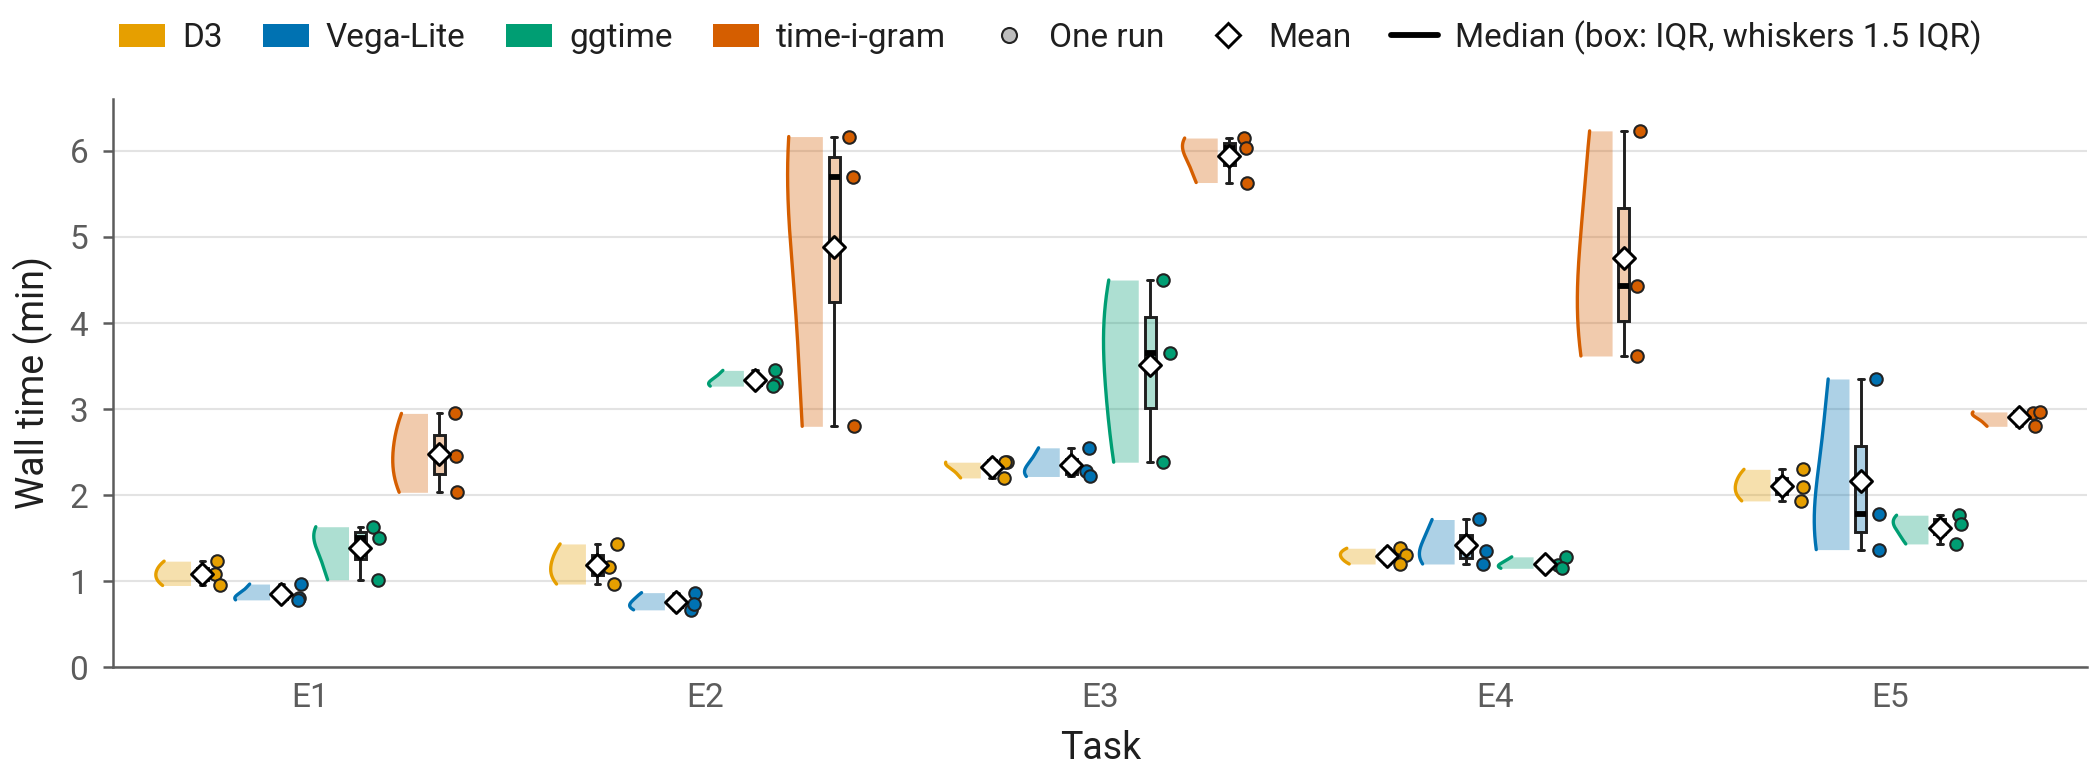 D3 Vega-Lite ggtime time-i-gram One run Mean Median (box: IQR, whiskers 1.5 IQR)
Wall time (min)
6
5
4
3
2
1
0
E1 E2 E3 E4 E5
Task